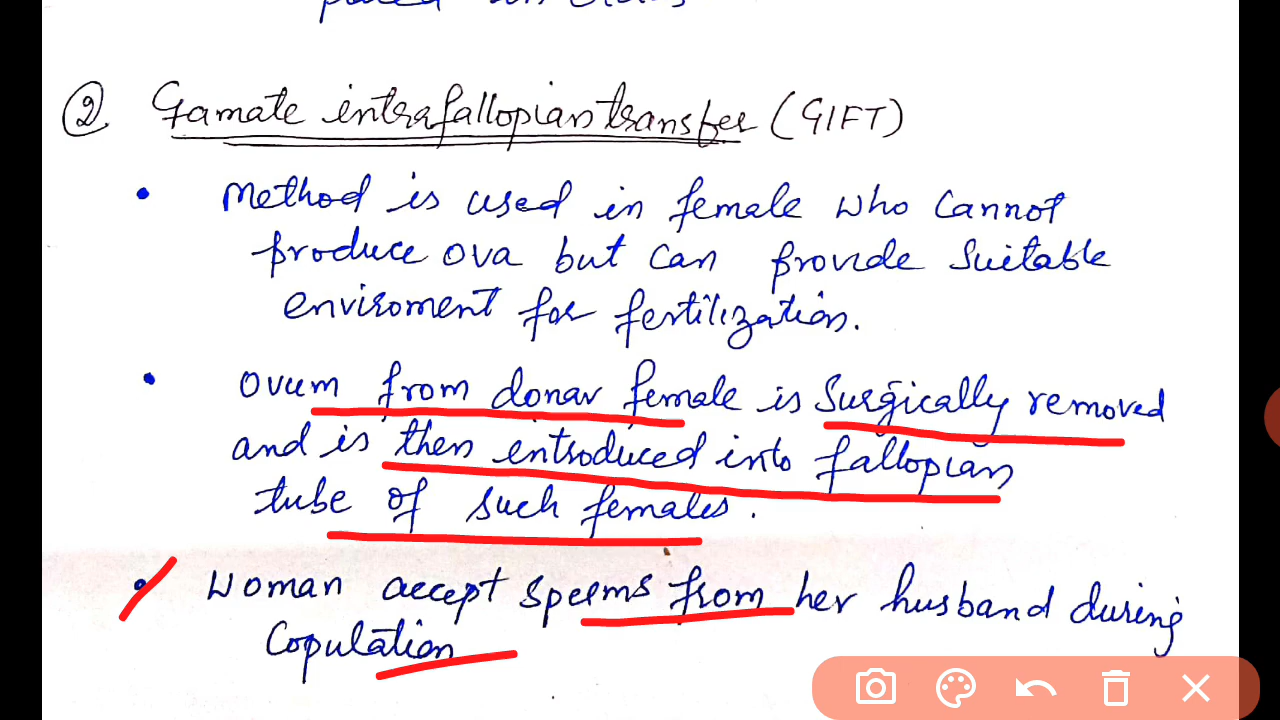 ② Gamate intrafallopian transfer (GIFT)
• Method is used in female who cannot
produce ova but can provide suitable
enviroment for fertilization.
• Ovum from donar female is surgically removed
and is then introduced into fallopian
tube of such females.
• Woman accept sperms from her husband during
Copulation